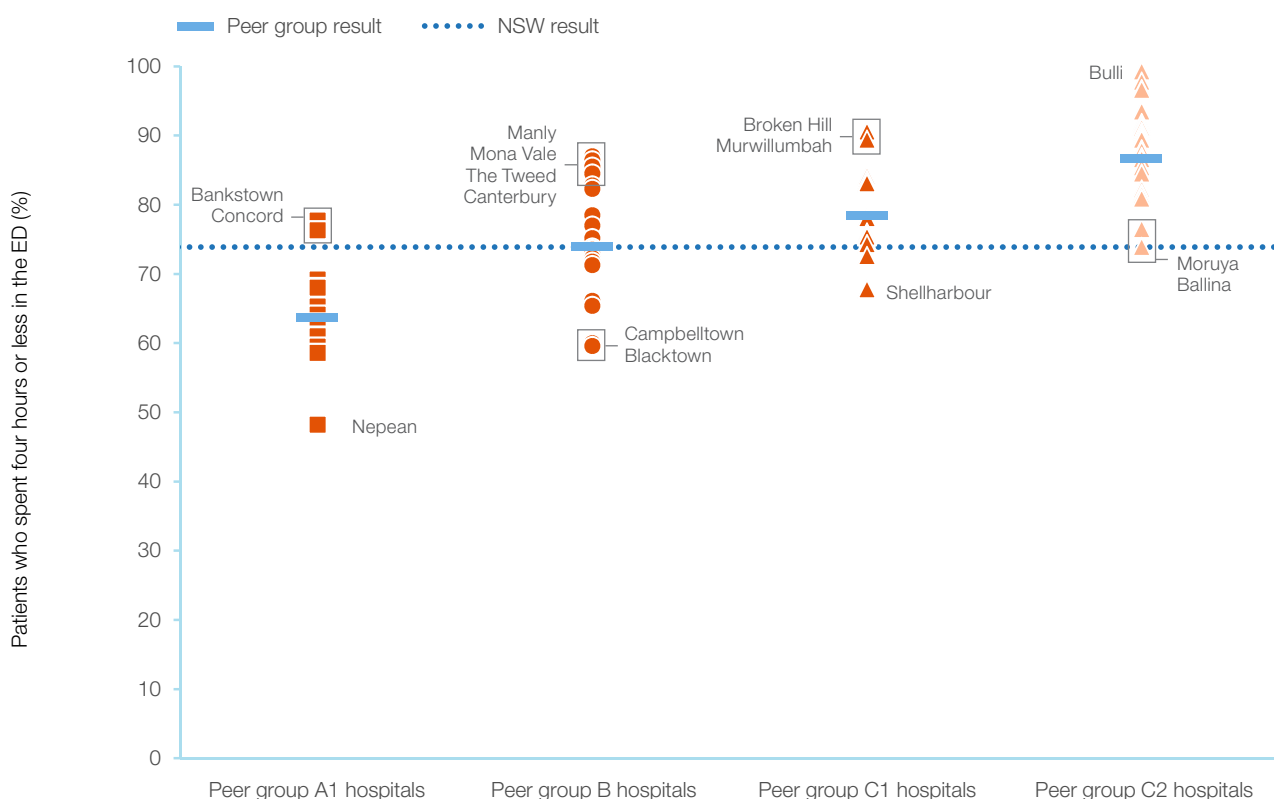 Peer group result
NSW result
Patients who spent four hours or less in the ED (%)
100
90
80
70
60
50
40
30
20
10
0
Bankstown
Concord
Nepean
Manly
Mona Vale
The Tweed
Canterbury
Campbelltown
Blacktown
Broken Hill
Murwillumbah
Shellharbour
Bulli
Moruya
Ballina
Peer group A1 hospitals
Peer group B hospitals
Peer group C1 hospitals
Peer group C2 hospitals